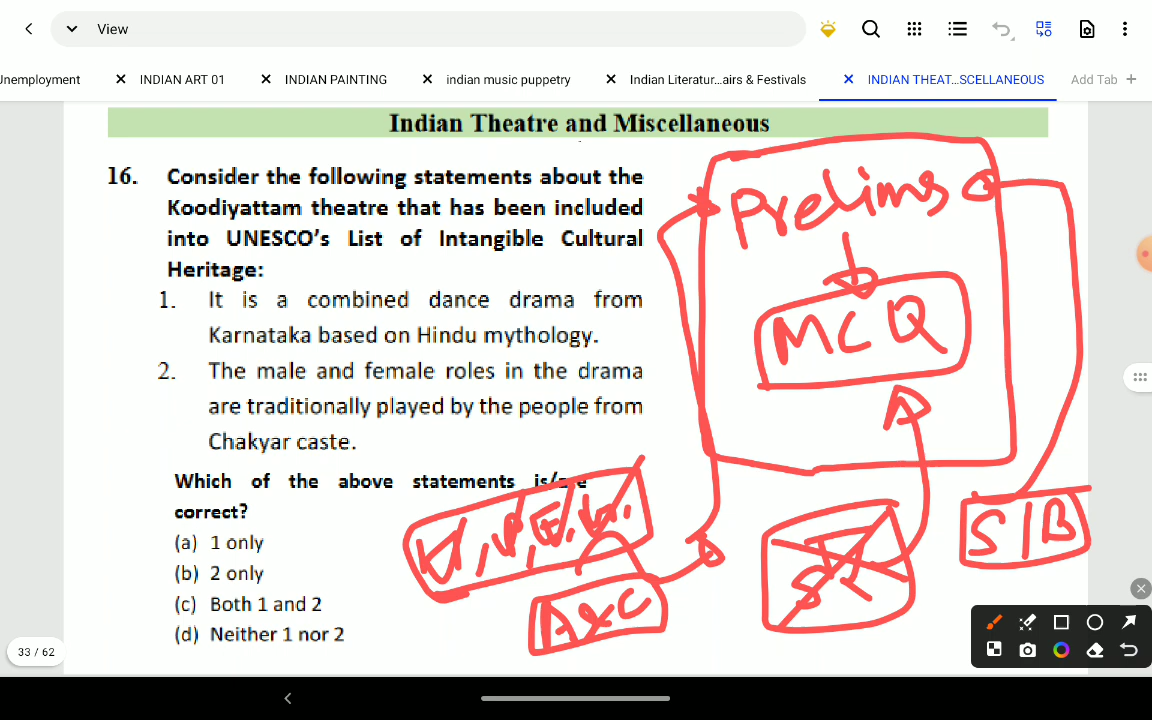 View
Jnemployment
INDIAN ART 01
INDIAN PAINTING
indian music puppetry
Indian Literatur...airs & Festivals
INDIAN THEAT...SCELLANEOUS
Add Tab +
Indian Theatre and Miscellaneous
16. Consider the following statements about the
Koodiyattam theatre that has been included
into UNESCO's List of Intangible Cultural
Heritage:
1. It is a combined dance drama from
Karnataka based on Hindu mythology.
2. The male and female roles in the drama
are traditionally played by the people from
Chakyar caste.
Which of the above statements is/are
correct?
(a) 1 only
(b) 2 only
(c) Both 1 and 2
(d) Neither 1 nor 2
Prelims
MCQ
S/B
A&C
33 / 62